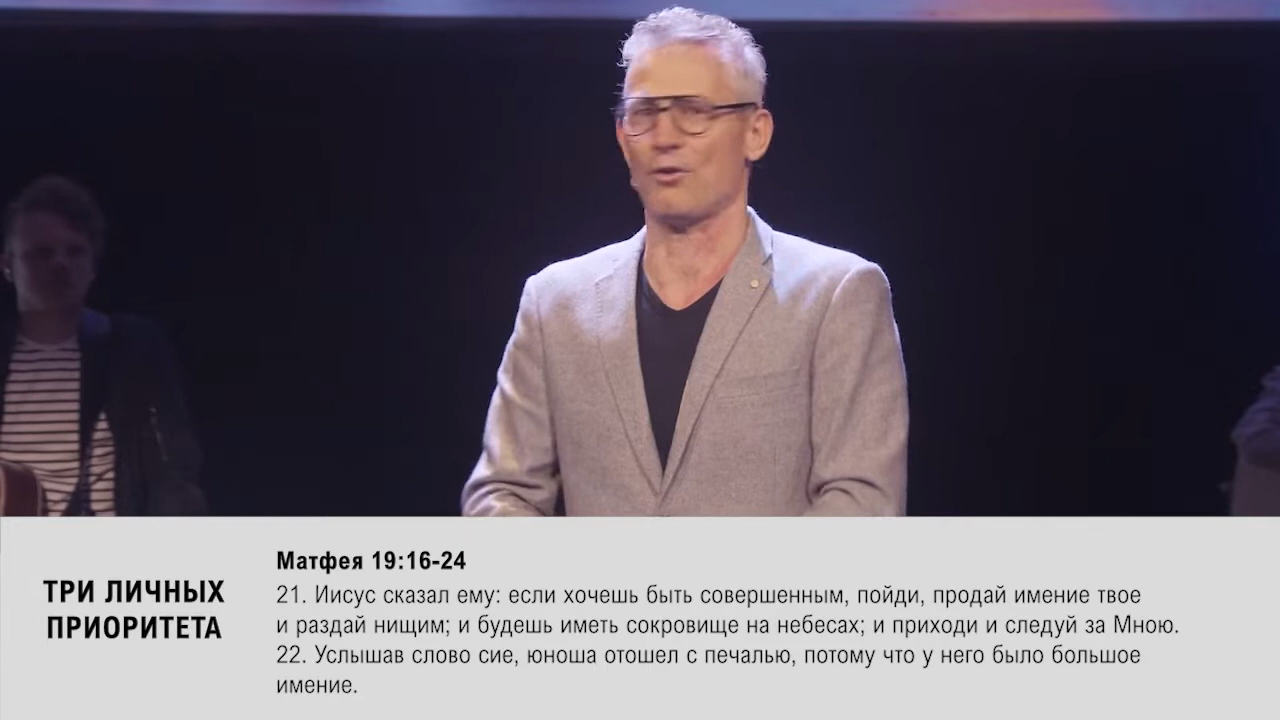 ТРИ ЛИЧНЫХ
ПРИОРИТЕТА
Матфея 19:16-24
21. Иисус сказал ему: если хочешь быть совершенным, пойди, продай имение твое
и раздай нищим; и будешь иметь сокровище на небесах; и приходи и следуй за Мною.
22. Услышав слово сие, юноша отошел с печалью, потому что у него было большое
имение.